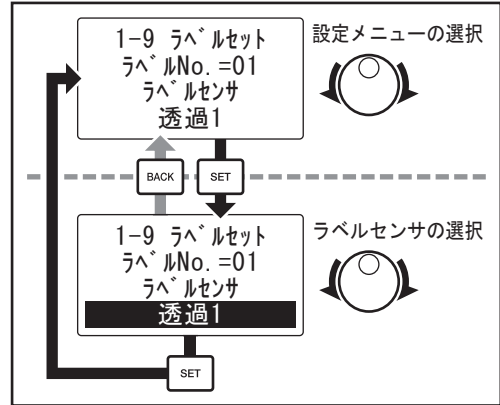 1-9 ﾗﾍﾞﾙｾｯﾄ
ﾗﾍﾞﾙNo.=01
ﾗﾍﾞﾙｾﾝｻ
透過1
設定メニューの選択
BACK
SET
1-9 ﾗﾍﾞﾙｾｯﾄ
ﾗﾍﾞﾙNo.=01
ﾗﾍﾞﾙｾﾝｻ
透過1
ラベルセンサの選択
SET